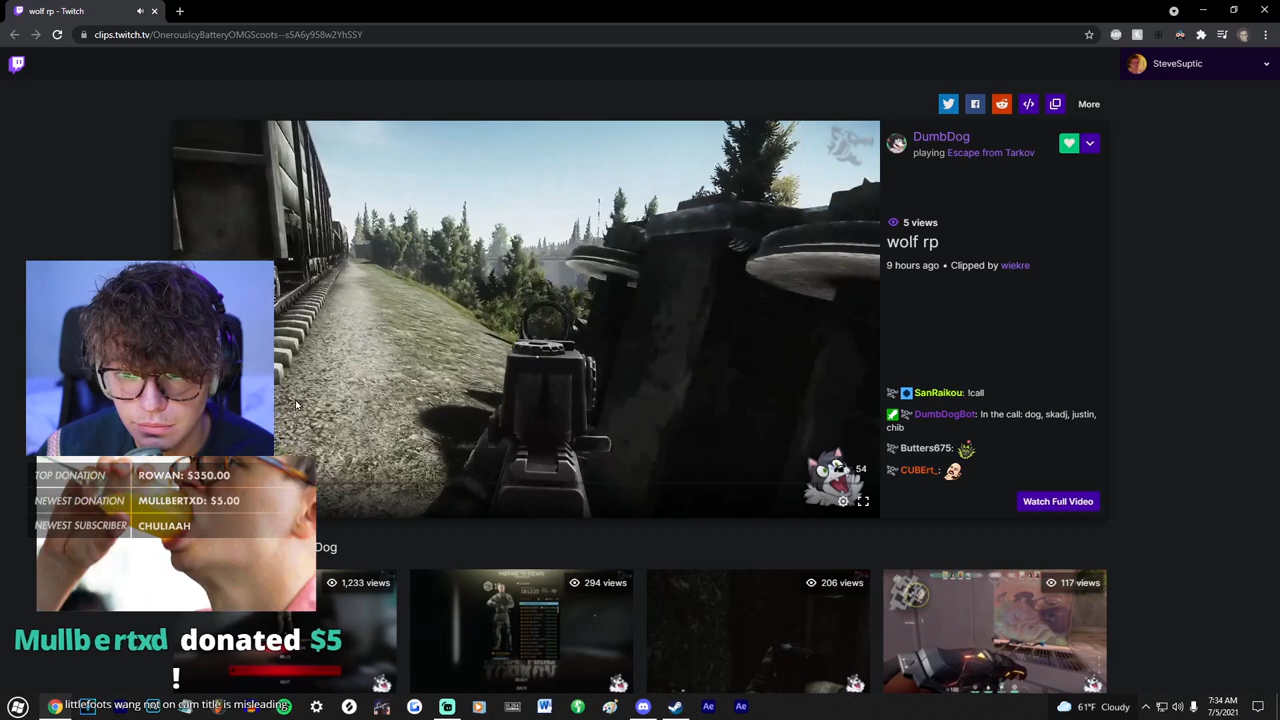 wolf rp - Twitch
clips.twitch.tv/OnerousIcyBatteryOMGScoots--s5A6y958w2YhSSY
SteveSuptic
More
DumbDog
playing Escape from Tarkov
5 views
wolf rp
9 hours ago • Clipped by wiekre
SanRaikou: !call
DumbDogBot: In the call: dog, skadj, justin,
chib
Butters675:
CUBErt_:
54
Watch Full Video
TOP DONATION ROWAN: $350.00
NEWEST DONATION MULLBERTXD: $5.00
NEWEST SUBSCRIBER CHULIAAH
Dog
1,233 views
294 views
206 views
117 views
NEXT
READY
BACK
Mullbertxd donated $5
!
littlefoots wang not on cam title is misleading
61°F Cloudy
7:34 AM
7/5/2021